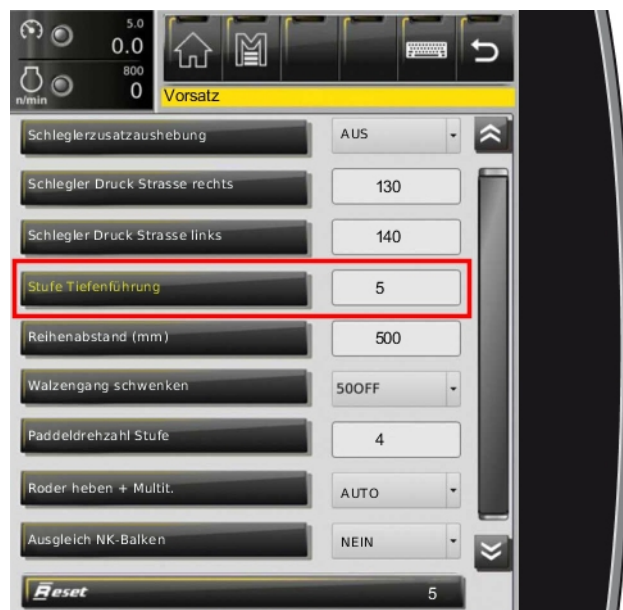 5.0
0.0
800
n/min
0
Vorsatz
Schleglerzusatzaushebung AUS
Schlegler Druck Strasse rechts 130
Schlegler Druck Strasse links 140
Stufe Tiefenführung 5
Reihenabstand (mm) 500
Walzengang schwenken 50OFF
Paddeldrehzahl Stufe 4
Roder heben + Multit. AUTO
Ausgleich NK-Balken NEIN
Reset 5